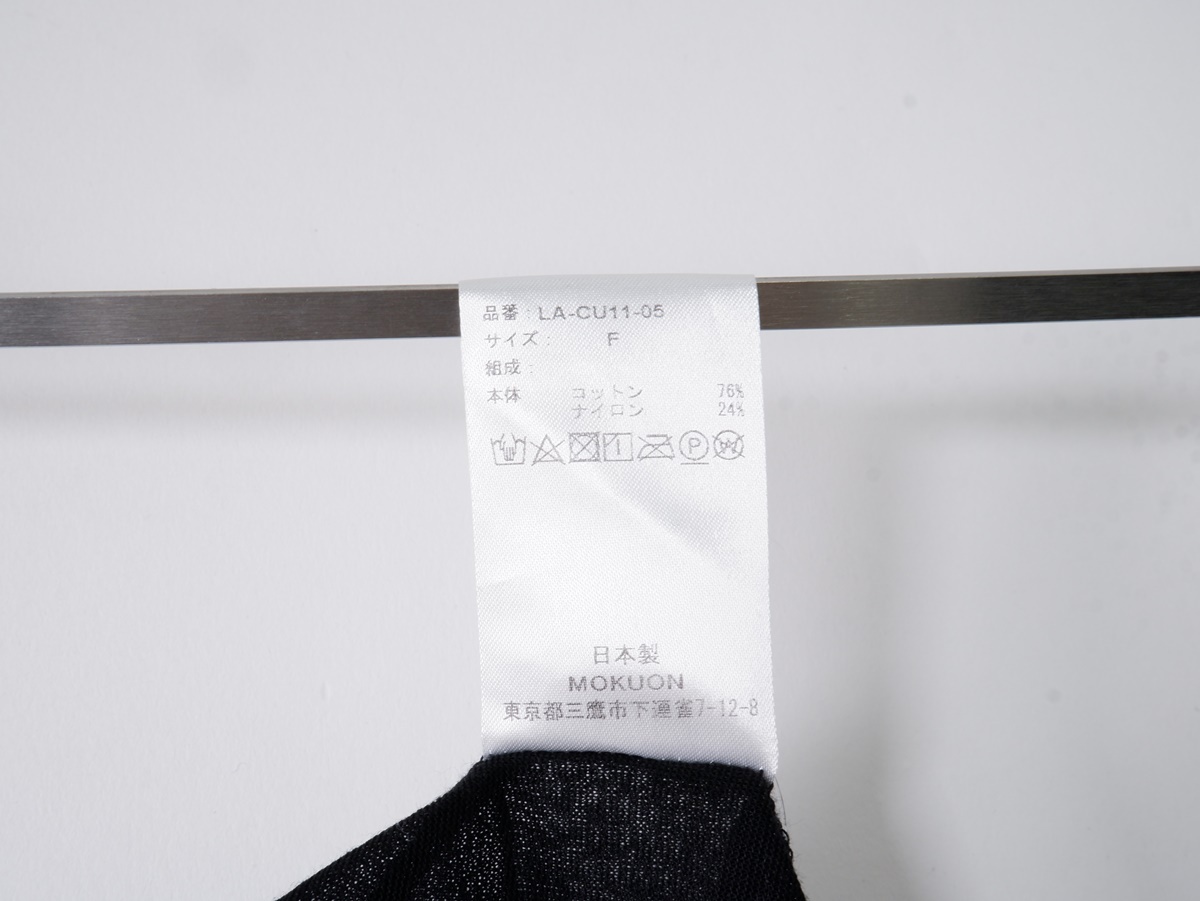 品番：LA-CU11-05
サイズ： F
組成：
本体 コットン 76%
ナイロン 24%
P
W
日本製
MOKUON
東京都三鷹市下連雀7-12-8